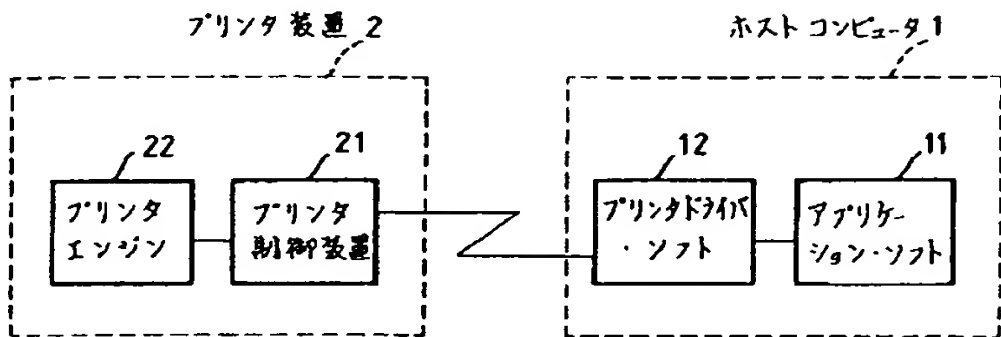 プリンタ装置 2
ホストコンピュータ 1
22
21
12
11
プリンタ
エンジン
プリンタ
制御装置
プリンタドライバ
・ソフト
アプリケー
ション・ソフト